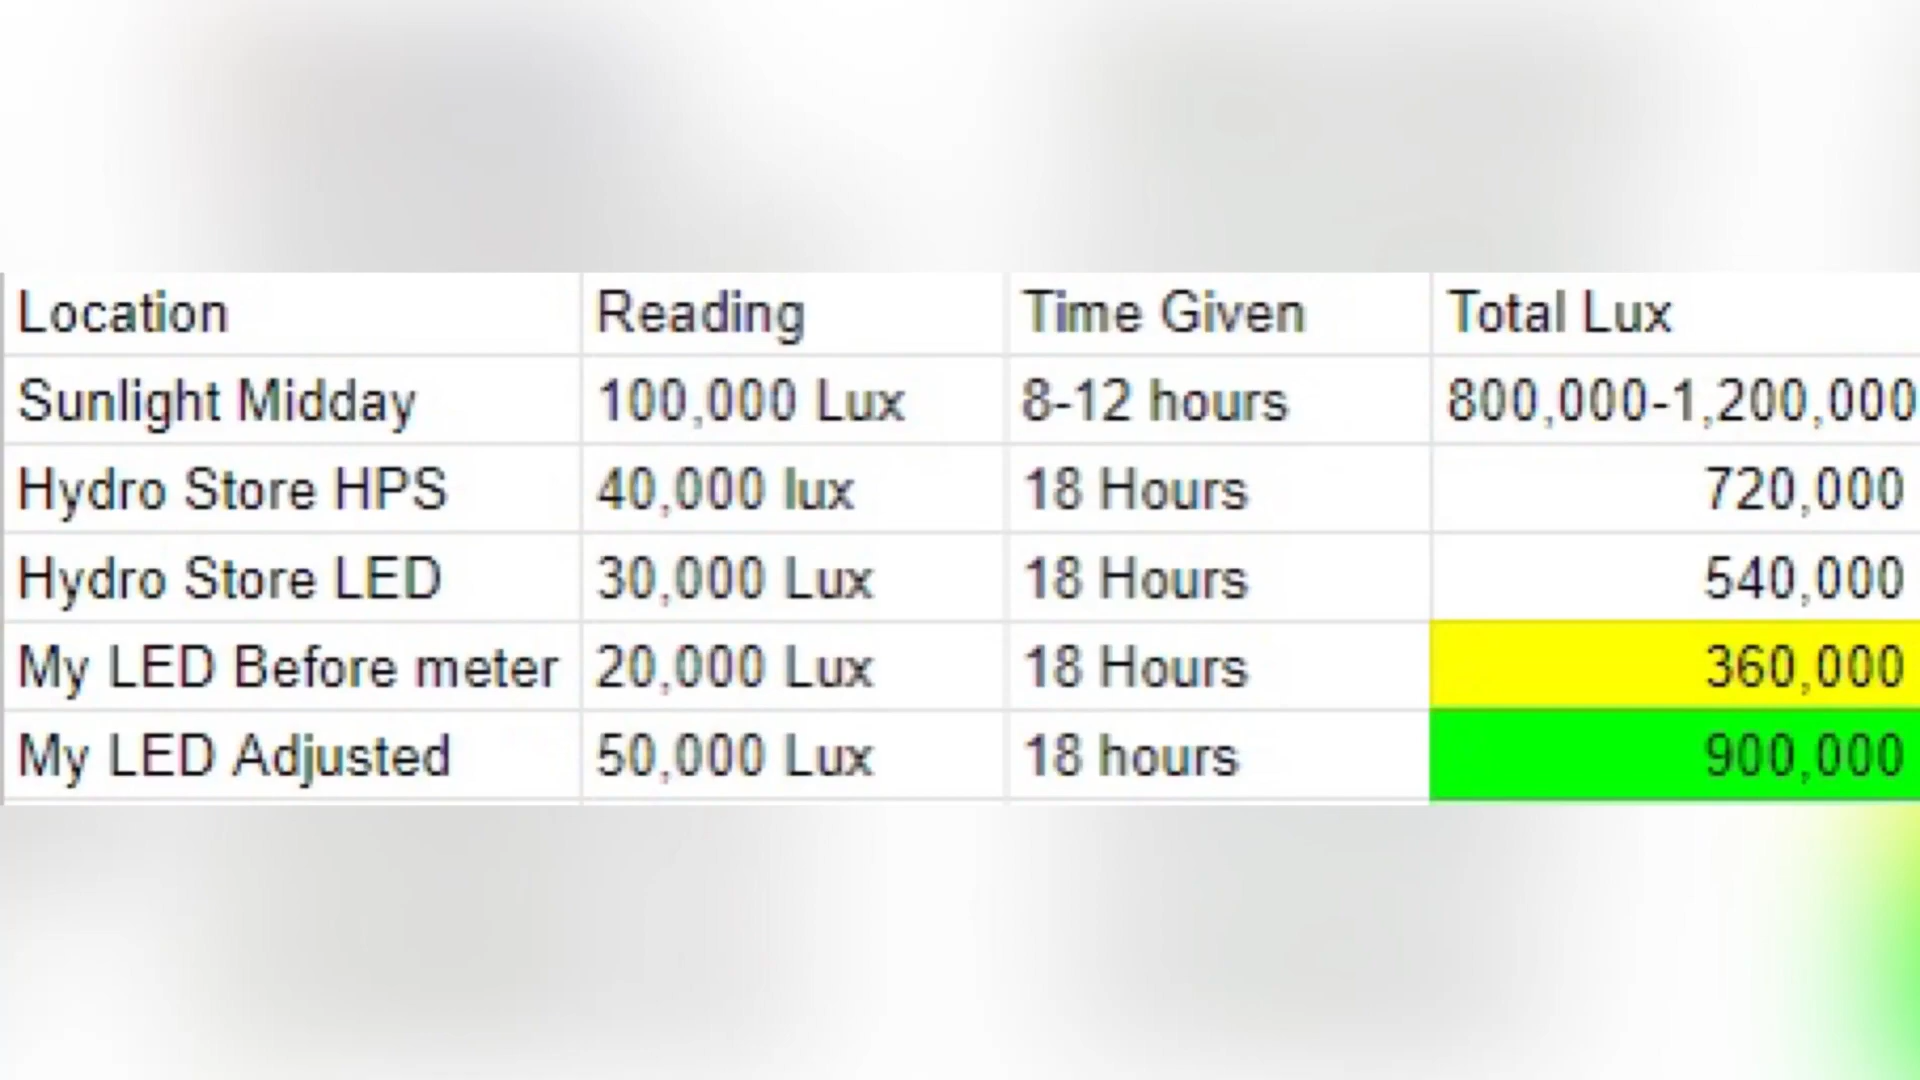 Location Reading Time Given Total Lux
Sunlight Midday 100,000 Lux 8-12 hours 800,000-1,200,000
Hydro Store HPS 40,000 lux 18 Hours 720,000
Hydro Store LED 30,000 Lux 18 Hours 540,000
My LED Before meter 20,000 Lux 18 Hours 360,000
My LED Adjusted 50,000 Lux 18 hours 900,000